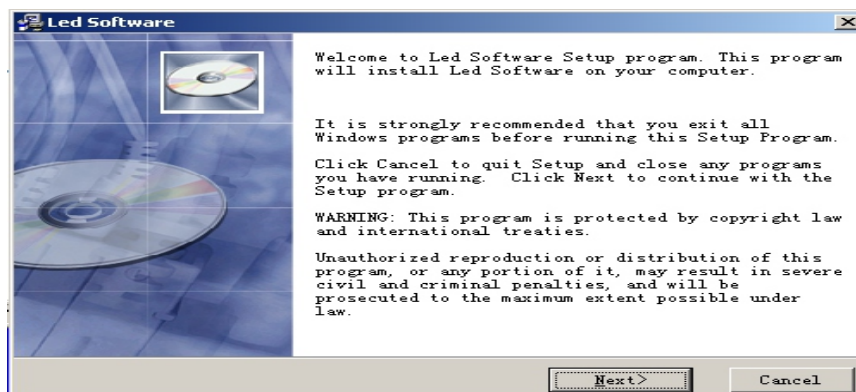 Led Software
Welcome to Led Software Setup program. This program
will install Led Software on your computer.
It is strongly recommended that you exit all
Windows programs before running this Setup Program.
Click Cancel to quit Setup and close any programs
you have running. Click Next to continue with the
Setup program.
WARNING: This program is protected by copyright law
and international treaties.
Unauthorized reproduction or distribution of this
program, or any portion of it, may result in severe
civil and criminal penalties, and will be
prosecuted to the maximum extent possible under
law.
Next>
Cancel